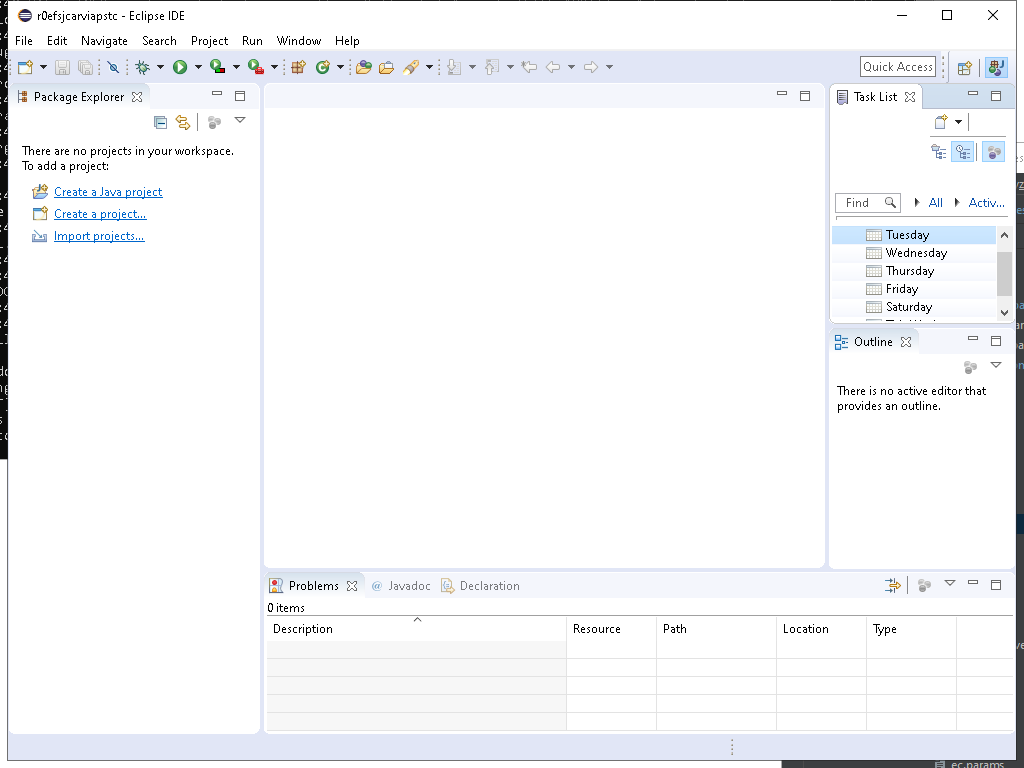 r0efsjcarviapstc - Eclipse IDE
File Edit Navigate Search Project Run Window Help
Quick Access
Package Explorer
There are no projects in your workspace.
To add a project:
Create a Java project
Create a project...
Import projects...
Task List
Find All Activ...
Tuesday
Wednesday
Thursday
Friday
Saturday
Outline
There is no active editor that
provides an outline.
Problems @ Javadoc Declaration
0 items
Description Resource Path Location Type
ec.params